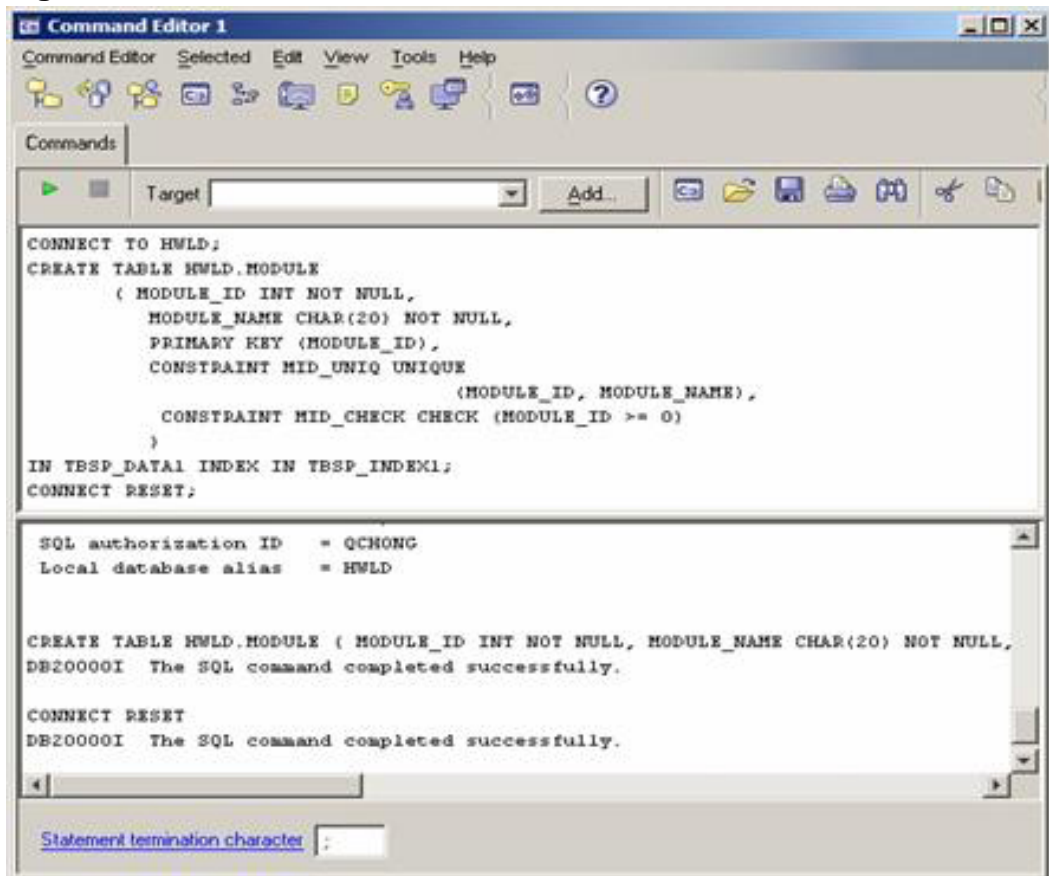 Command Editor 1
Command Editor Selected Edit View Tools Help
Commands
Target Add...
CONNECT TO HWLD;
CREATE TABLE HWLD.MODULE
( MODULE_ID INT NOT NULL,
MODULE_NAME CHAR(20) NOT NULL,
PRIMARY KEY (MODULE_ID),
CONSTRAINT MID_UNIQ UNIQUE
(MODULE_ID, MODULE_NAME),
CONSTRAINT MID_CHECK CHECK (MODULE_ID >= 0)
)
IN TBSP_DATA1 INDEX IN TBSP_INDEX1;
CONNECT RESET;
SQL authorization ID = QCHONG
Local database alias = HWLD
CREATE TABLE HWLD.MODULE ( MODULE_ID INT NOT NULL, MODULE_NAME CHAR(20) NOT NULL,
DB20000I The SQL command completed successfully.
CONNECT RESET
DB20000I The SQL command completed successfully.
Statement termination character ;